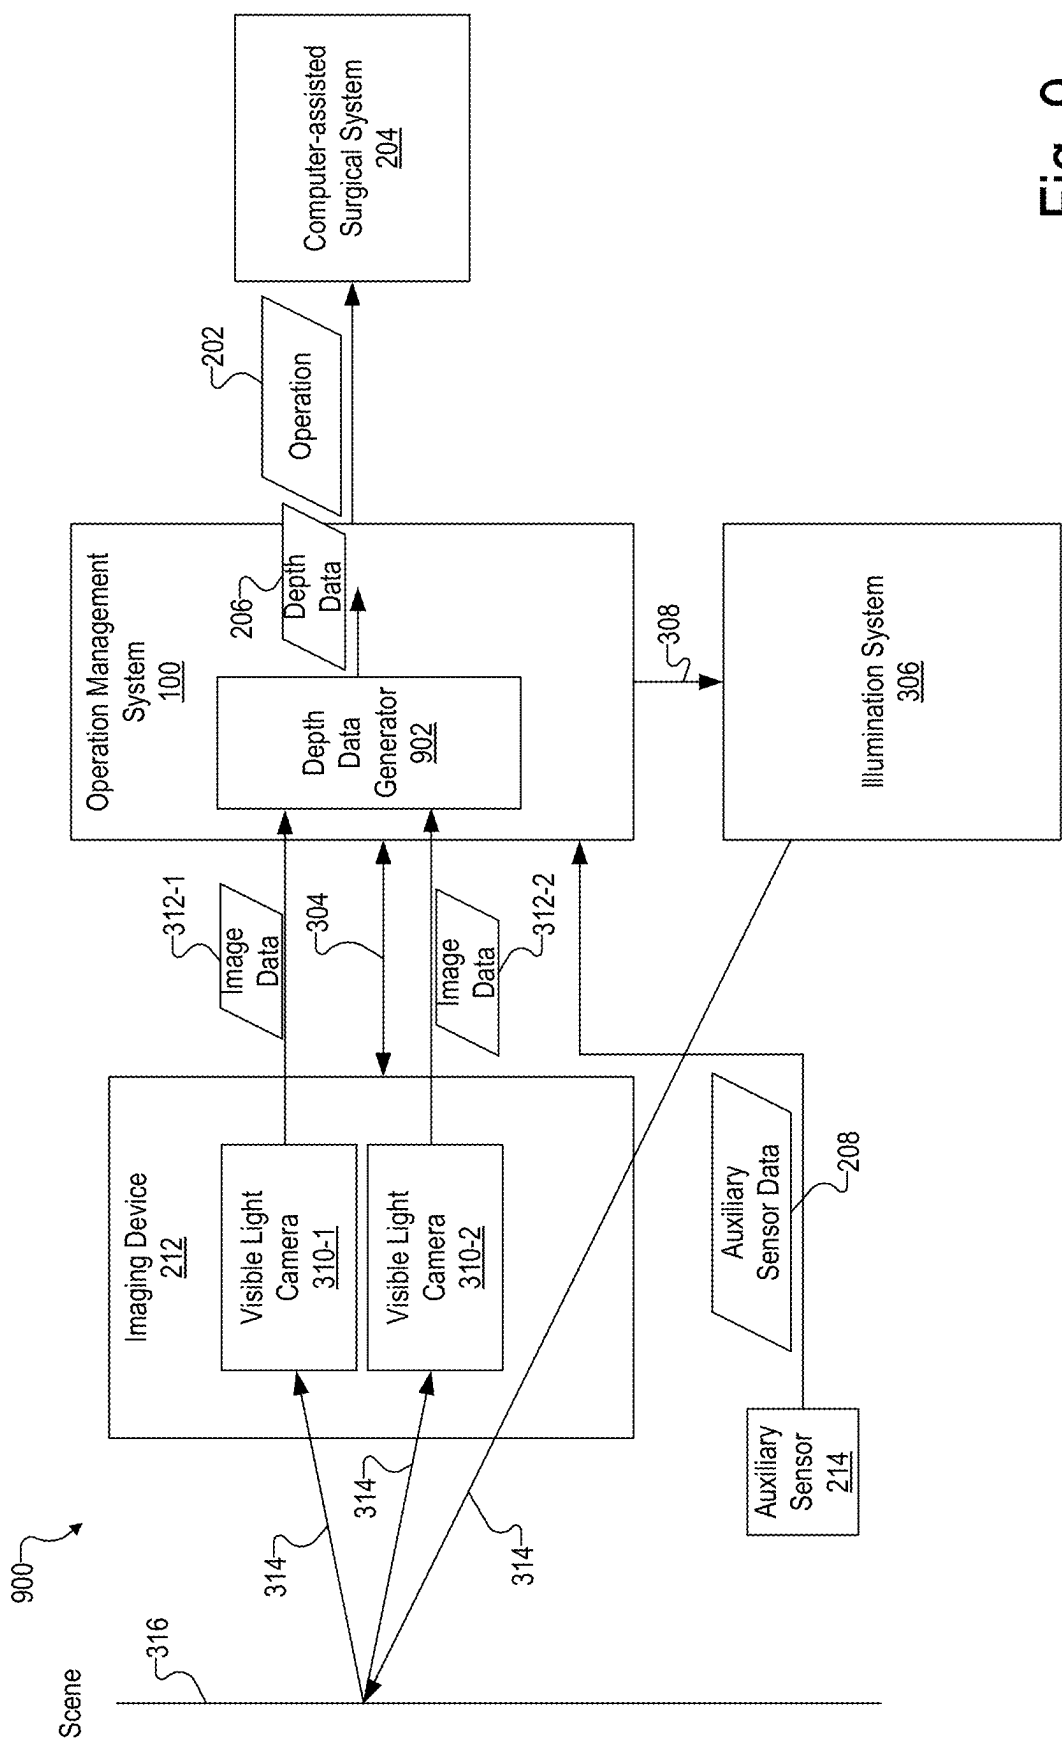 900
Scene
316
314
314
314
Imaging Device
212
Visible Light
Camera
310-1
Visible Light
Camera
310-2
Auxiliary
Sensor
214
Auxiliary
Sensor Data
208
312-1
Image
Data
304
Image
Data
312-2
Operation Management
System
100
Depth
Data
Generator
902
206
Depth
Data
308
Illumination System
306
202
Operation
Computer-assisted
Surgical System
204
Fig. 9